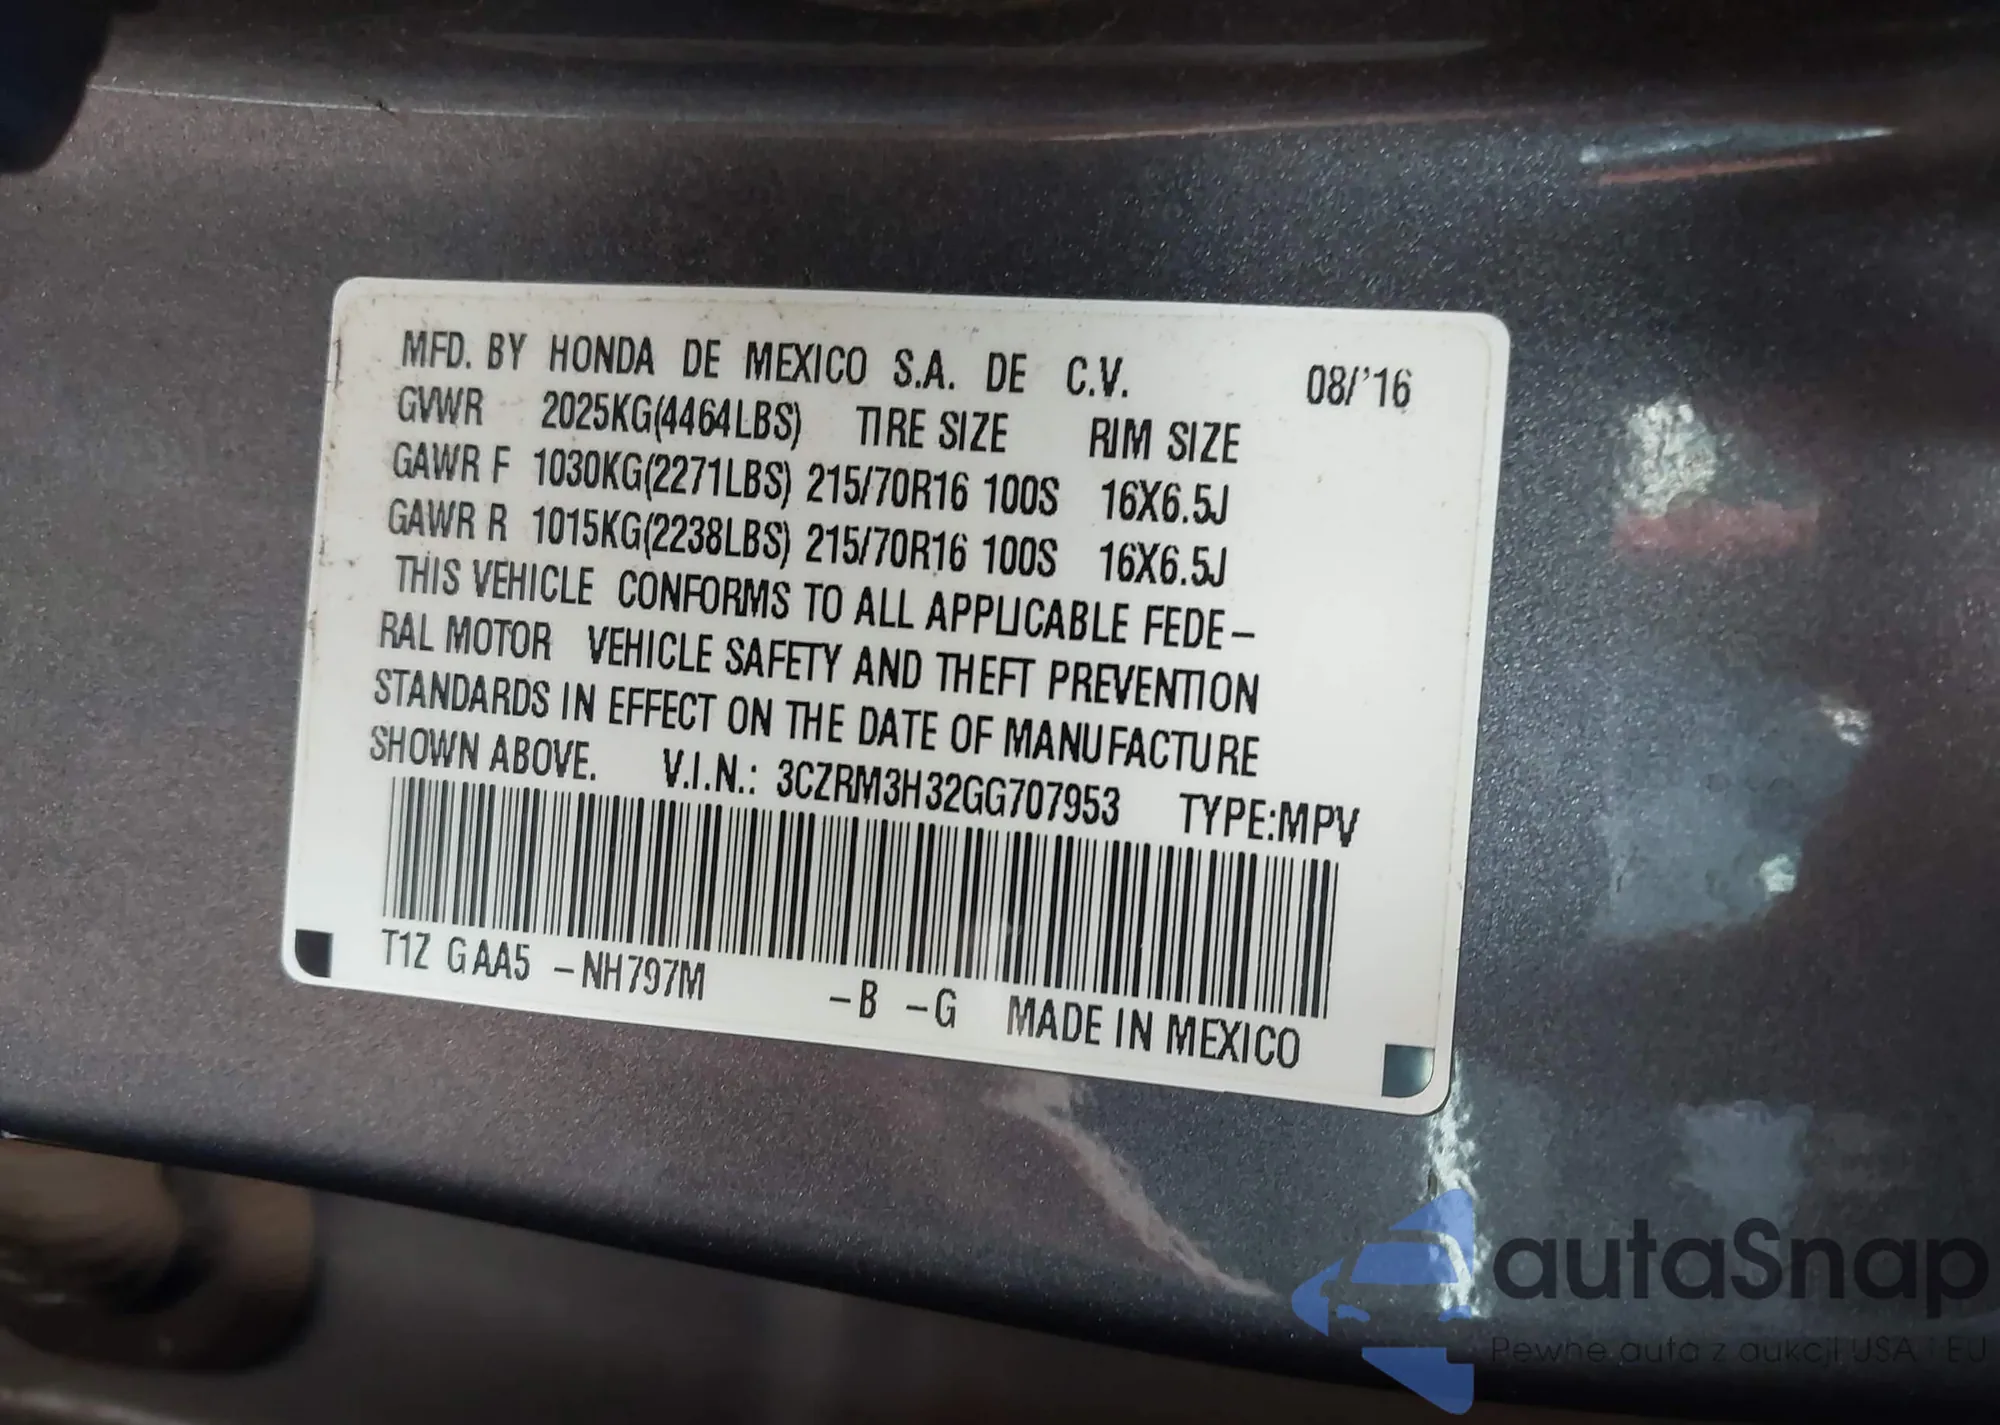 MFD. BY HONDA DE MEXICO S.A. DE C.V. 08/'16
GVWR 2025KG(4464LBS) TIRE SIZE RIM SIZE
GAWR F 1030KG(2271LBS) 215/70R16 100S 16X6.5J
GAWR R 1015KG(2238LBS) 215/70R16 100S 16X6.5J
THIS VEHICLE CONFORMS TO ALL APPLICABLE FEDE–
RAL MOTOR VEHICLE SAFETY AND THEFT PREVENTION
STANDARDS IN EFFECT ON THE DATE OF MANUFACTURE
SHOWN ABOVE. V.I.N.: 3CZRM3H32GG707953 TYPE:MPV
T1Z GAA5 –NH797M –B –G MADE IN MEXICO
autaSnap
Pewne auta z aukcji USA i EU